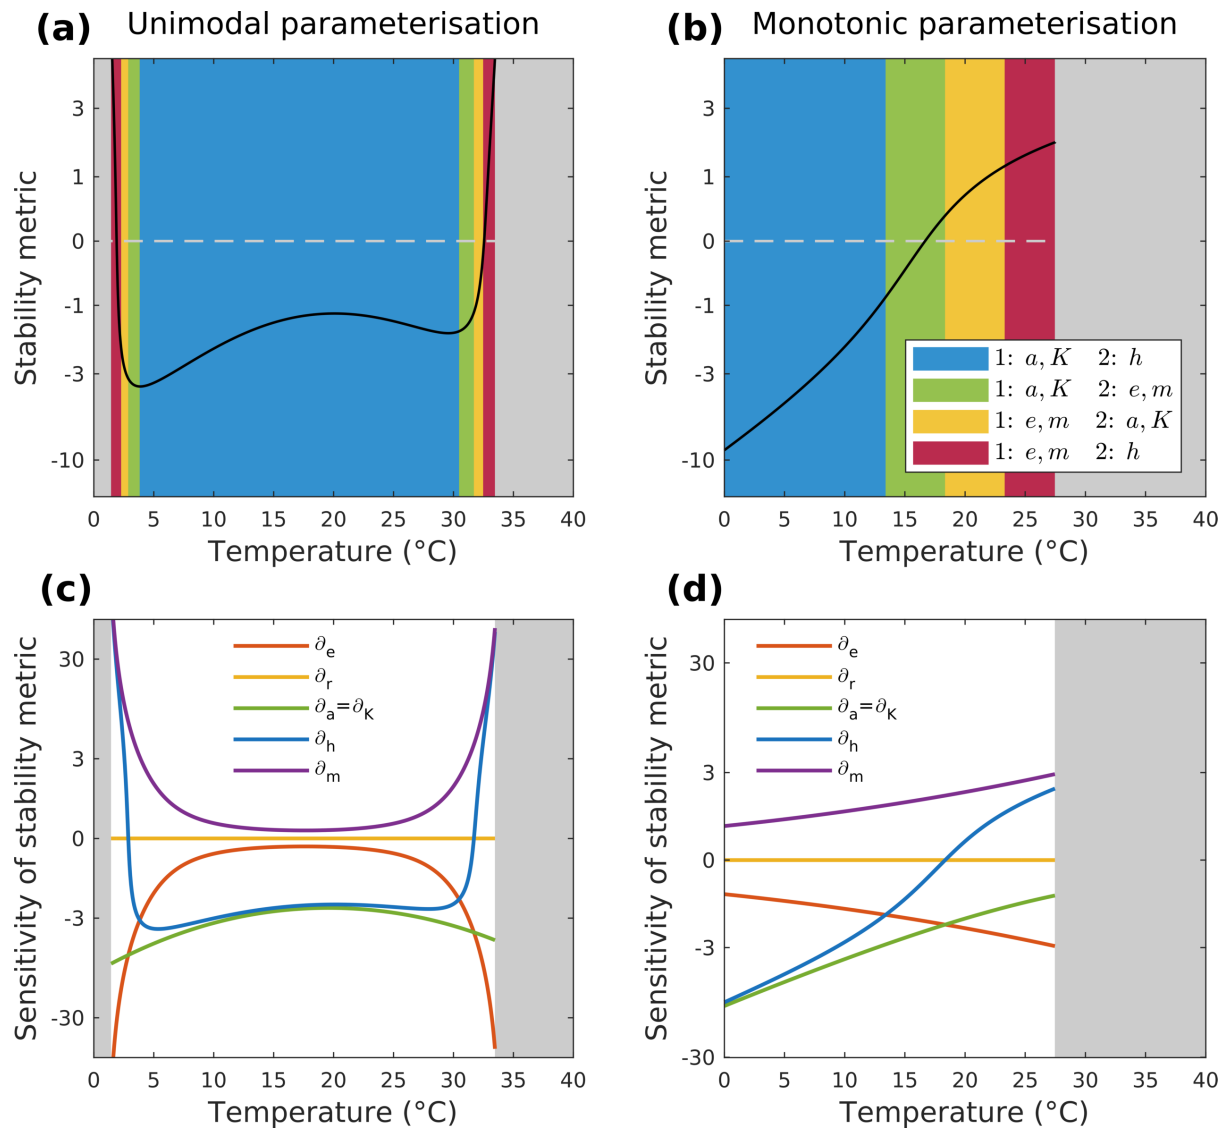 (a) Unimodal parameterisation
(b) Monotonic parameterisation
Stability metric
3
1
0
-1
-3
-10
0 5 10 15 20 25 30 35 40
Temperature (°C)
Stability metric
3
1
0
-1
-3
-10
1: a, K 2: h
1: a, K 2: e, m
1: e, m 2: a, K
1: e, m 2: h
0 5 10 15 20 25 30 35 40
Temperature (°C)
(c)
Sensitivity of stability metric
30
3
0
-3
-30
∂e
∂r
∂a=∂K
∂h
∂m
0 5 10 15 20 25 30 35 40
Temperature (°C)
(d)
Sensitivity of stability metric
30
3
0
-3
-30
∂e
∂r
∂a=∂K
∂h
∂m
0 5 10 15 20 25 30 35 40
Temperature (°C)